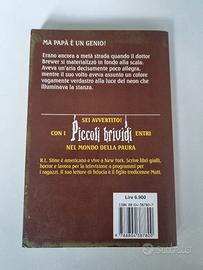 MA PAPÀ È UN GENIO!
Erano ancora a metà strada quando il dottor
Brewer si materializzò in fondo alla scala.
Aveva un'aria decisamente poco allegra,
mentre il suo volto aveva assunto un colore
vagamente verdastro alla luce del neon che
illuminava la stanza.
SEI AVVERTITO!
CON I Piccoli brividi ENTRI
NEL MONDO DELLA PAURA
R.L. Stine è americano e vive a New York. Scrive libri gialli,
horror e lavora per la televisione a programmi per
i ragazzi. Il suo lettore di fiducia è il figlio tredicenne Matt.
Lire 6.900
subito